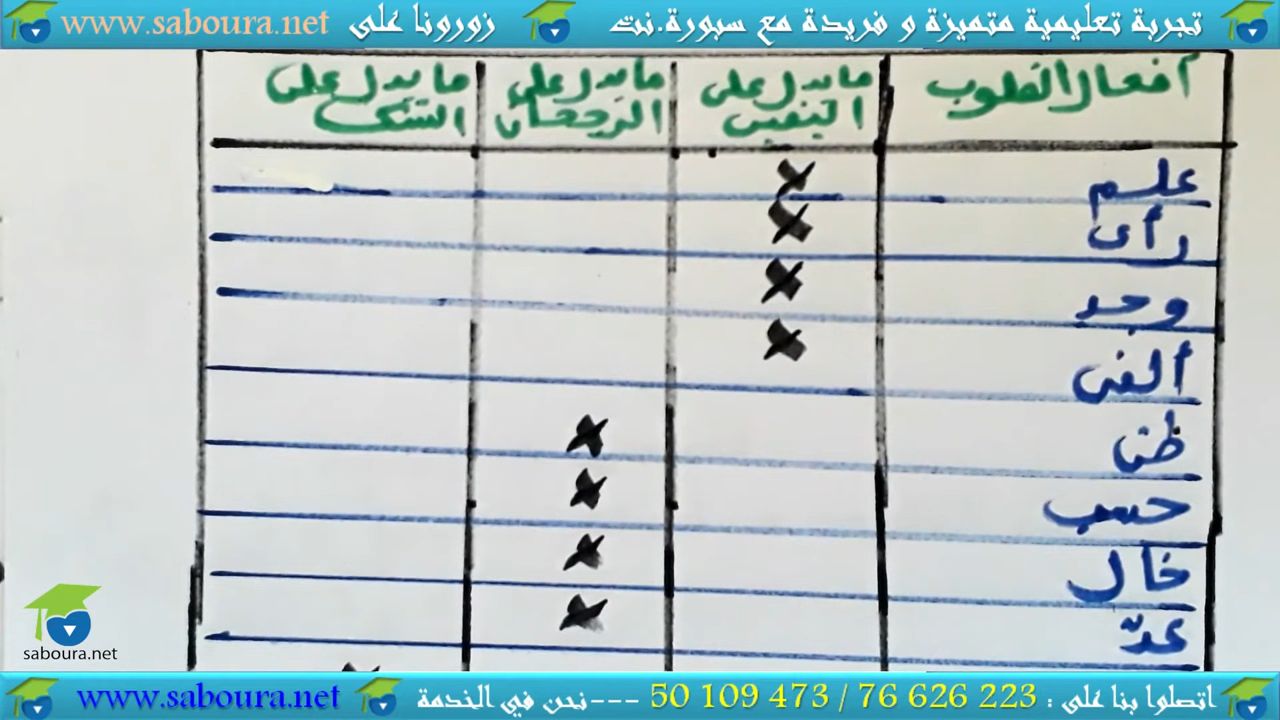 تجربة تعليمية متميزة و فريدة مع سبورة.نت زورونا على www.saboura.net
أفعال القلوب ما يدل على اليقين ما يدل على الرجحان ما يدل على الشك
علم x
رأى x
وجد x
ألفى x
ظن x
حسب x
خال x
عدّ x
saboura.net
اتصلوا بنا على : 223 626 76 / 473 109 50 ---نحن في الخدمة www.saboura.net